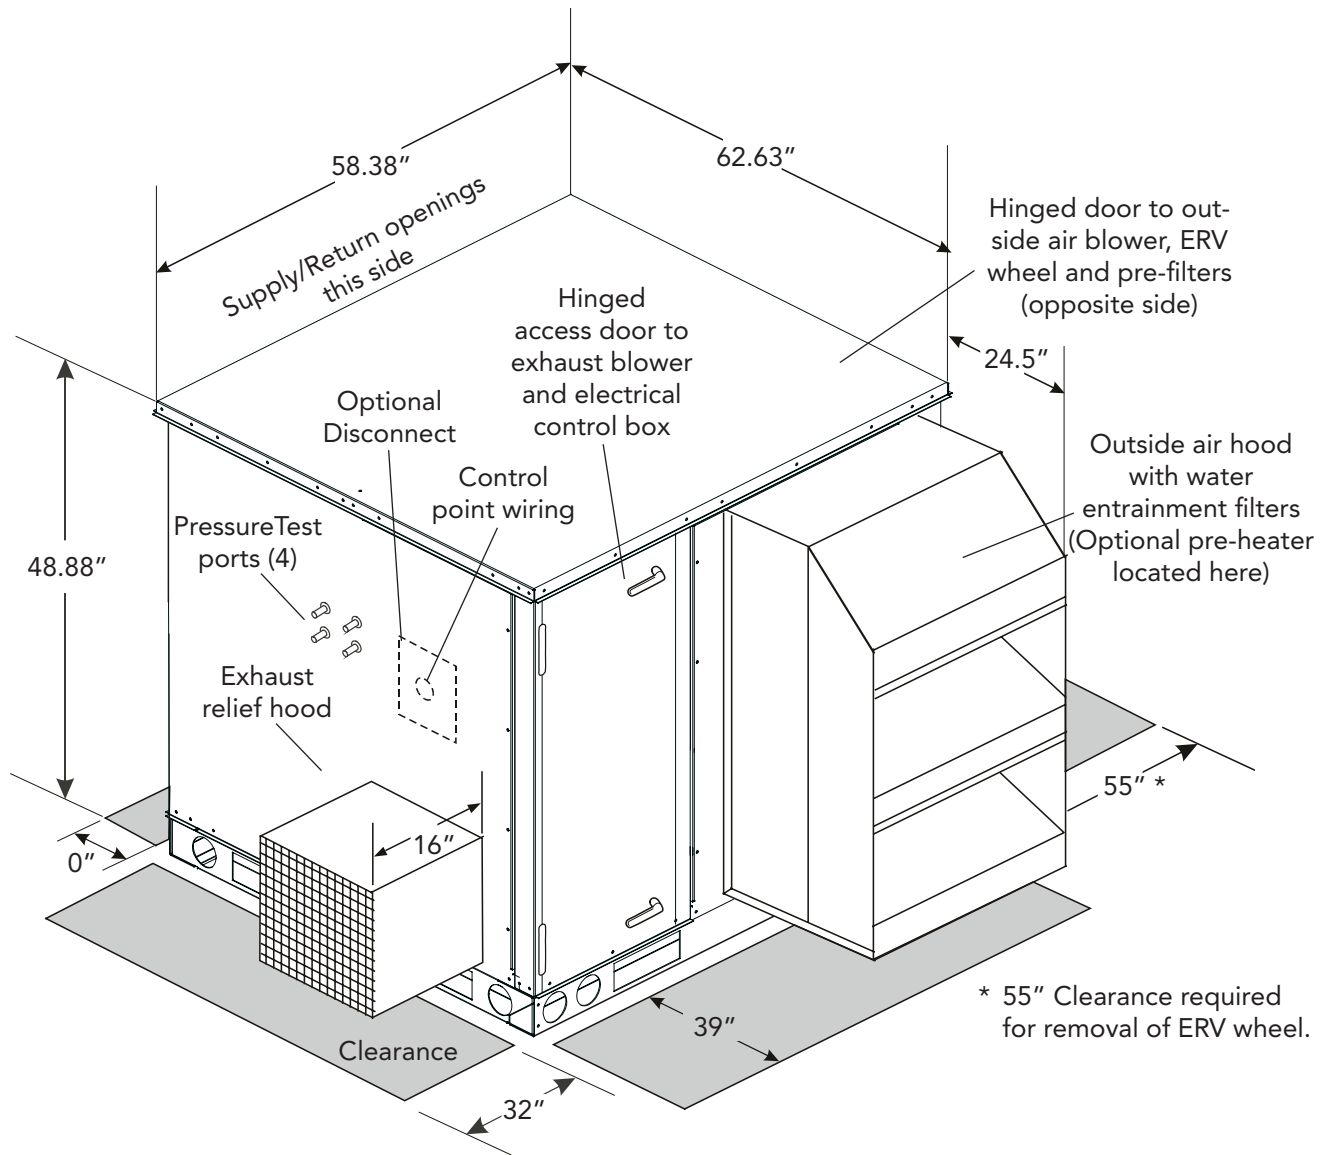 58.38"
62.63"
Supply/Return openings
this side
Hinged door to out-
side air blower, ERV
wheel and pre-filters
(opposite side)
Hinged
access door to
exhaust blower
and electrical
control box
24.5"
Optional
Disconnect
Control
point wiring
Outside air hood
with water
entrainment filters
(Optional pre-heater
located here)
PressureTest
ports (4)
48.88"
Exhaust
relief hood
55" *
16"
0"
* 55" Clearance required
for removal of ERV wheel.
39"
Clearance
32"